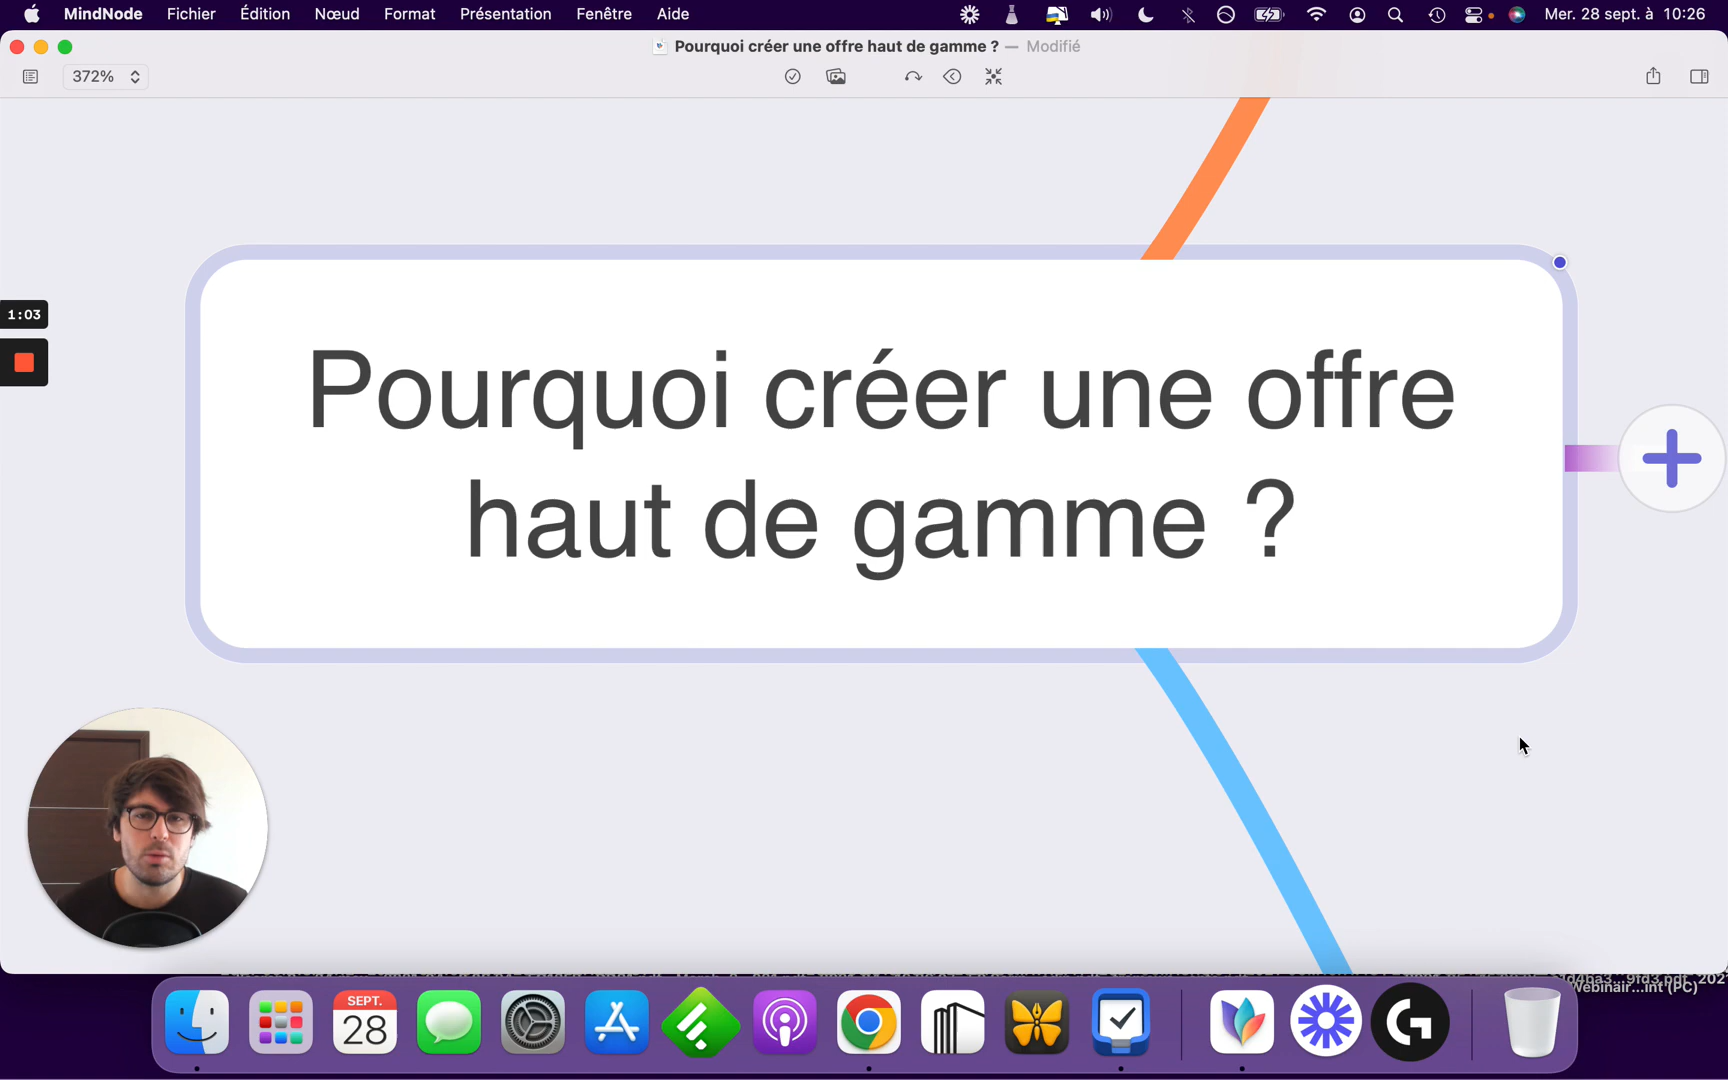 MindNode Fichier Édition Nœud Format Présentation Fenêtre Aide Mer. 28 sept. à 10:26
Pourquoi créer une offre haut de gamme ? — Modifié
372%
1:03
Pourquoi créer une offre
haut de gamme ?
SEPT.
28